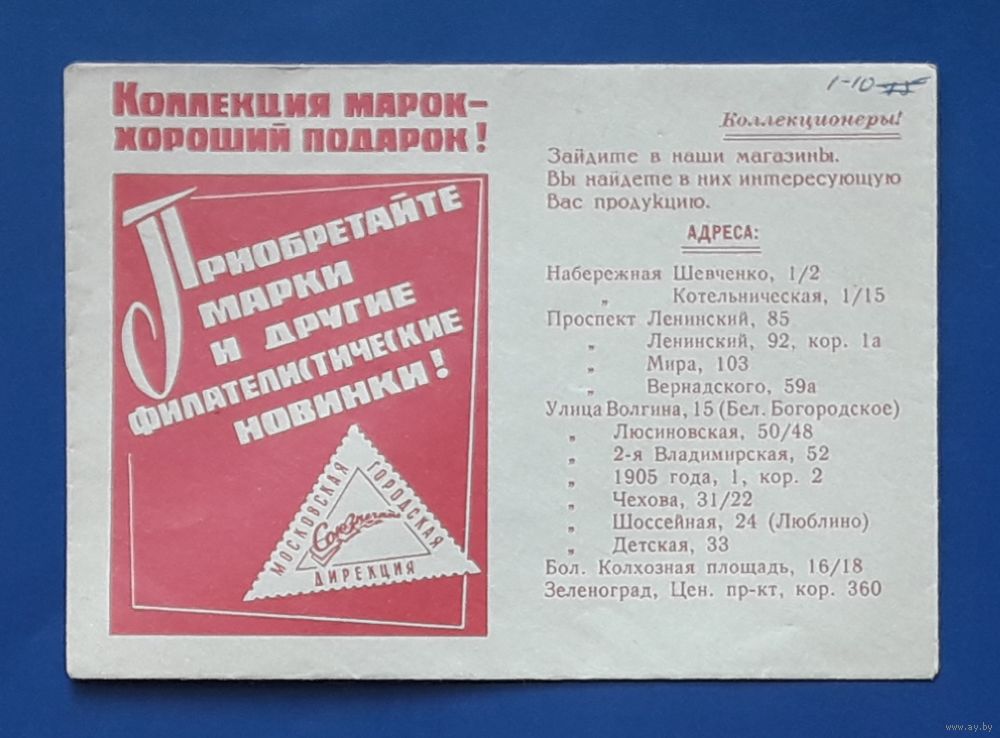 Коллекция марок-
хороший подарок!
Приобретайте
марки
и другие
филателистические
новинки!
МОСКОВСКАЯ
ГОРОДСКАЯ
ДИРЕКЦИЯ
Союзпечати
1-10
Коллекционеры!
Зайдите в наши магазины.
Вы найдете в них интересующую
Вас продукцию.
АДРЕСА:
Набережная Шевченко, 1/2
„ Котельническая, 1/15
Проспект Ленинский, 85
„ Ленинский, 92, кор. 1а
„ Мира, 103
„ Вернадского, 59а
Улица Волгина, 15 (Бел. Богородское)
„ Люсиновская, 50/48
„ 2-я Владимирская, 52
„ 1905 года, 1, кор. 2
„ Чехова, 31/22
„ Шоссейная, 24 (Люблино)
„ Детская, 33
Бол. Колхозная площадь, 16/18
Зеленоград, Цен. пр-кт, кор. 360
www.ay.by